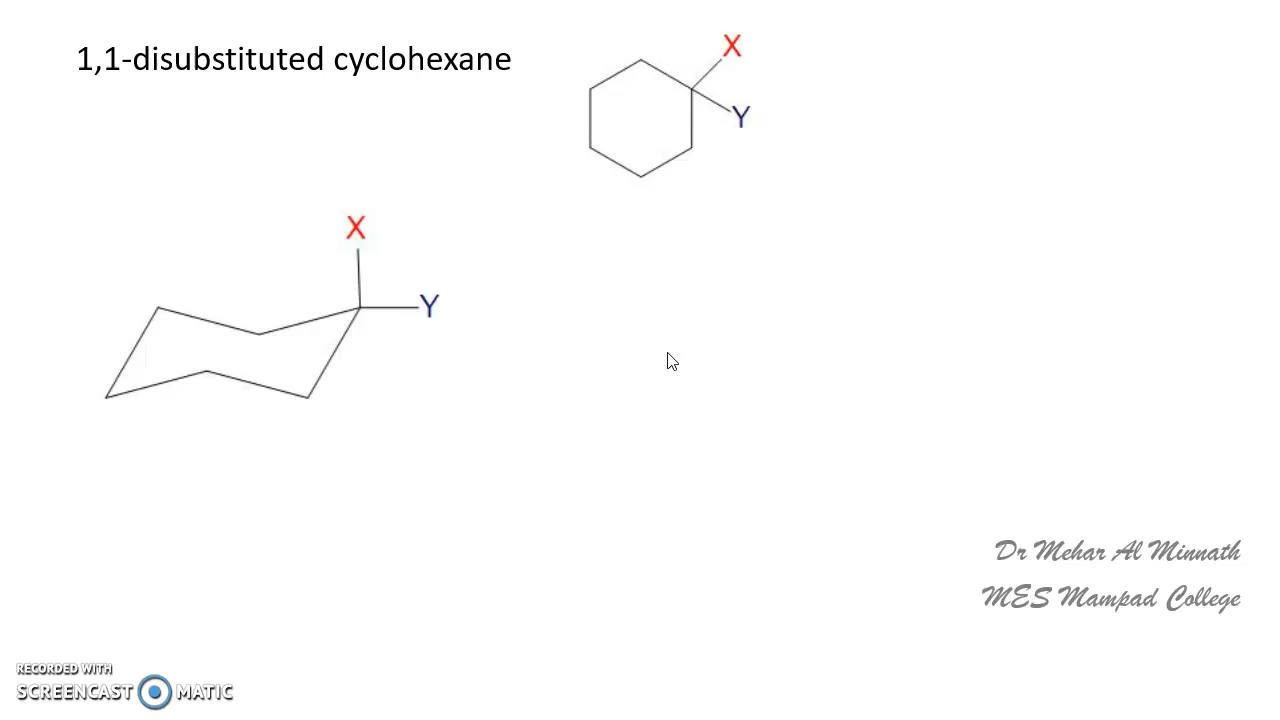 1,1-disubstituted cyclohexane
X
Y
X
Y
Dr Mehar Al Minnath
MES Mampad College
RECORDED WITH
SCREENCAST MATIC